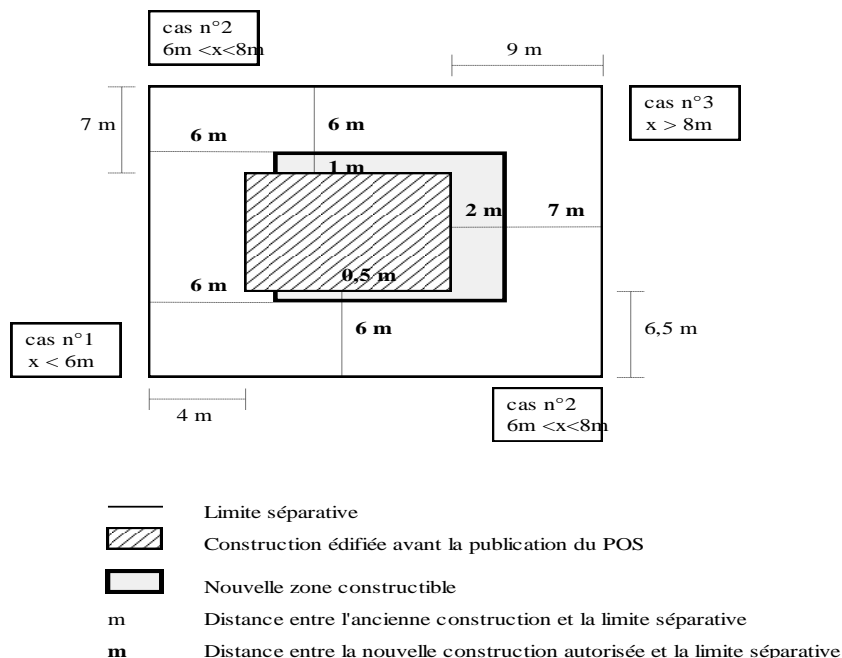 cas n°2
6m <x<8m
9 m
cas n°3
x > 8m
7 m
6 m
6 m
1 m
2 m
7 m
0,5 m
6 m
6 m
6,5 m
cas n°1
x < 6m
4 m
cas n°2
6m <x<8m
Limite séparative
Construction édifiée avant la publication du POS
Nouvelle zone constructible
m Distance entre l'ancienne construction et la limite séparative
m Distance entre la nouvelle construction autorisée et la limite séparative